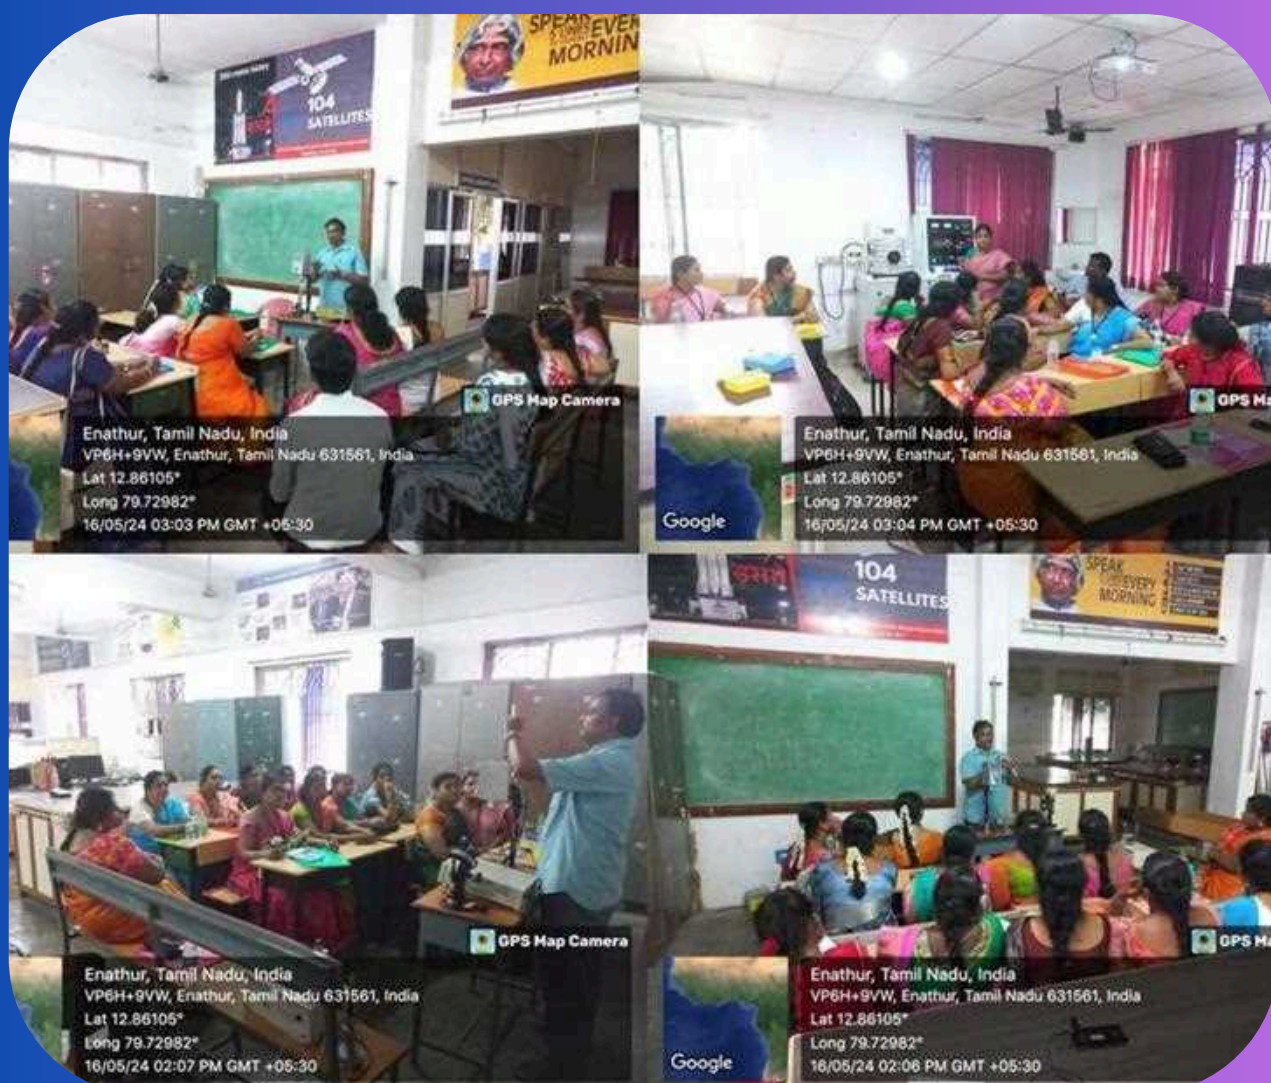 SPEAK
EVER
MORNIN
104
SATELLITES
GPS Map Camera
Enathur, Tamil Nadu, India
VP6H+9VW, Enathur, Tamil Nadu 631561, India
Lat 12.86105°
Long 79.72982°
16/05/24 03:03 PM GMT +05:30
GPS Ma
Enathur, Tamil Nadu, India
VP6H+9VW, Enathur, Tamil Nadu 631561, India
Lat 12.86105°
Long 79.72982°
16/05/24 03:04 PM GMT +05:30
Google
GPS Map Camera
Enathur, Tamil Nadu, India
VP6H+9VW, Enathur, Tamil Nadu 631561, India
Lat 12.86105°
Long 79.72982°
16/05/24 02:07 PM GMT +05:30
104
SATELLITES
SPEAK
EVERY
MORNING
GPS Ma
Enathur, Tamil Nadu, India
VP6H+9VW, Enathur, Tamil Nadu 631561, India
Lat 12.86105°
Long 79.72982°
16/05/24 02:06 PM GMT +05:30
Google